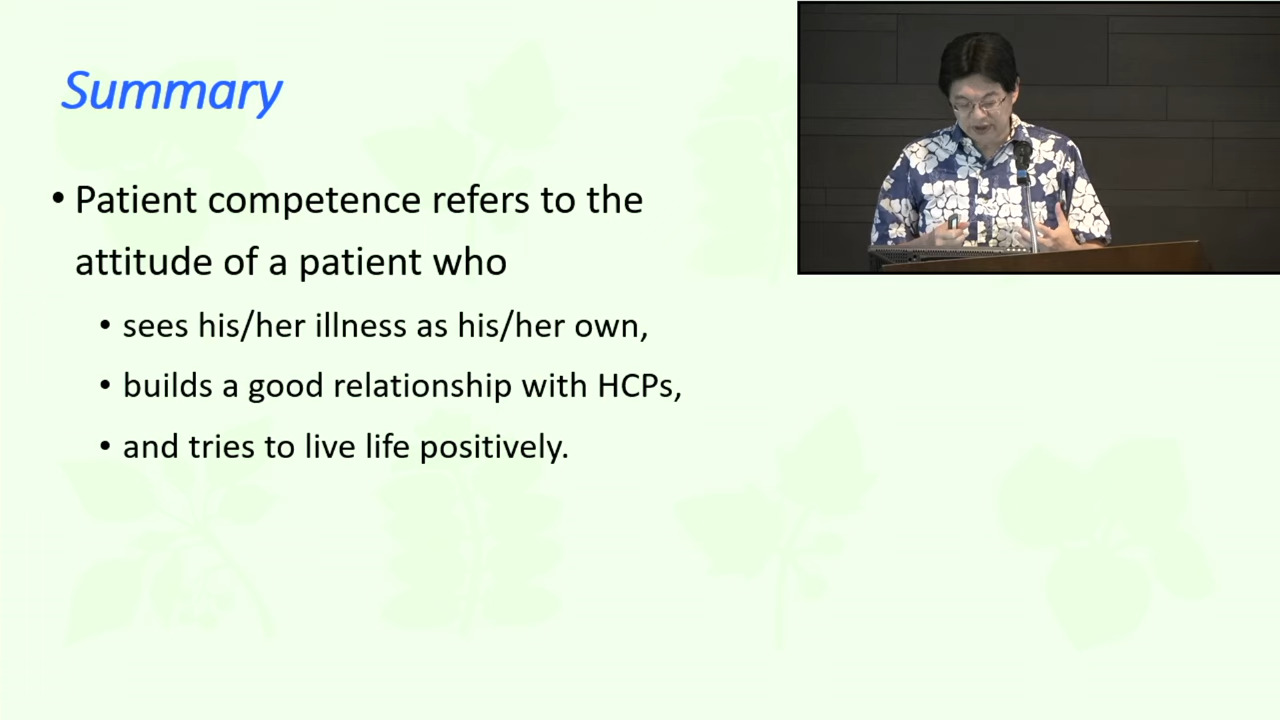 Summary
• Patient competence refers to the
attitude of a patient who
• sees his/her illness as his/her own,
• builds a good relationship with HCPs,
• and tries to live life positively.